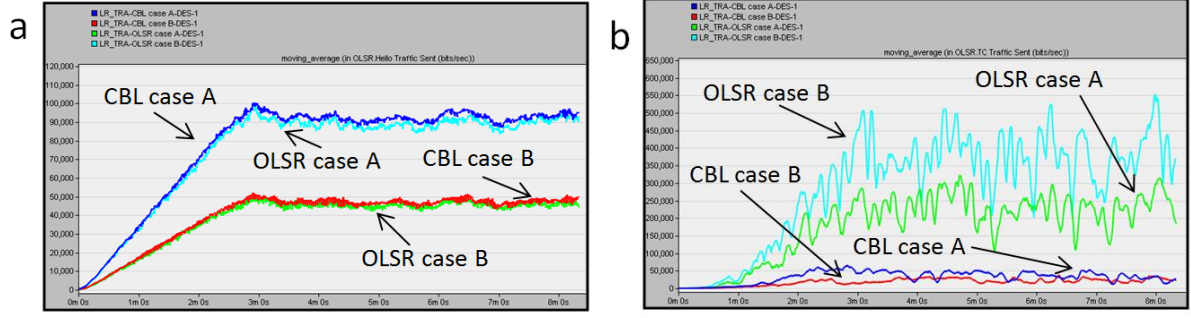 a
LR_TRA-CBL case A-DES-1
LR_TRA-CBL case B-DES-1
LR_TRA-OLSR case A-DES-1
LR_TRA-OLSR case B-DES-1
moving_average (in OLSR.Hello Traffic Sent (bits/sec))
120,000
110,000
100,000
90,000
80,000
70,000
60,000
50,000
40,000
30,000
20,000
10,000
0
0m 0s 1m 0s 2m 0s 3m 0s 4m 0s 5m 0s 6m 0s 7m 0s 8m 0s
CBL case A
OLSR case A
CBL case B
OLSR case B
b
LR_TRA-CBL case A-DES-1
LR_TRA-CBL case B-DES-1
LR_TRA-OLSR case A-DES-1
LR_TRA-OLSR case B-DES-1
moving_average (in OLSR.TC Traffic Sent (bits/sec))
650,000
600,000
550,000
500,000
450,000
400,000
350,000
300,000
250,000
200,000
150,000
100,000
50,000
0
0m 0s 1m 0s 2m 0s 3m 0s 4m 0s 5m 0s 6m 0s 7m 0s 8m 0s
OLSR case B
OLSR case A
CBL case B
CBL case A